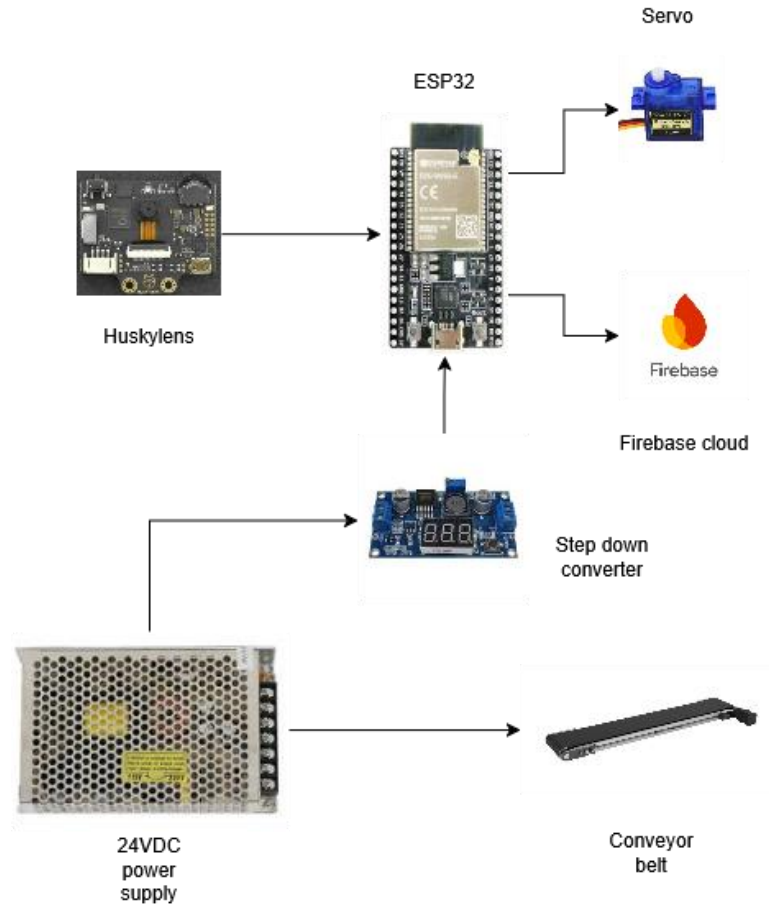 Servo
ESP32
Huskylens
Firebase
Firebase cloud
Step down
converter
24VDC
power
supply
Conveyor
belt